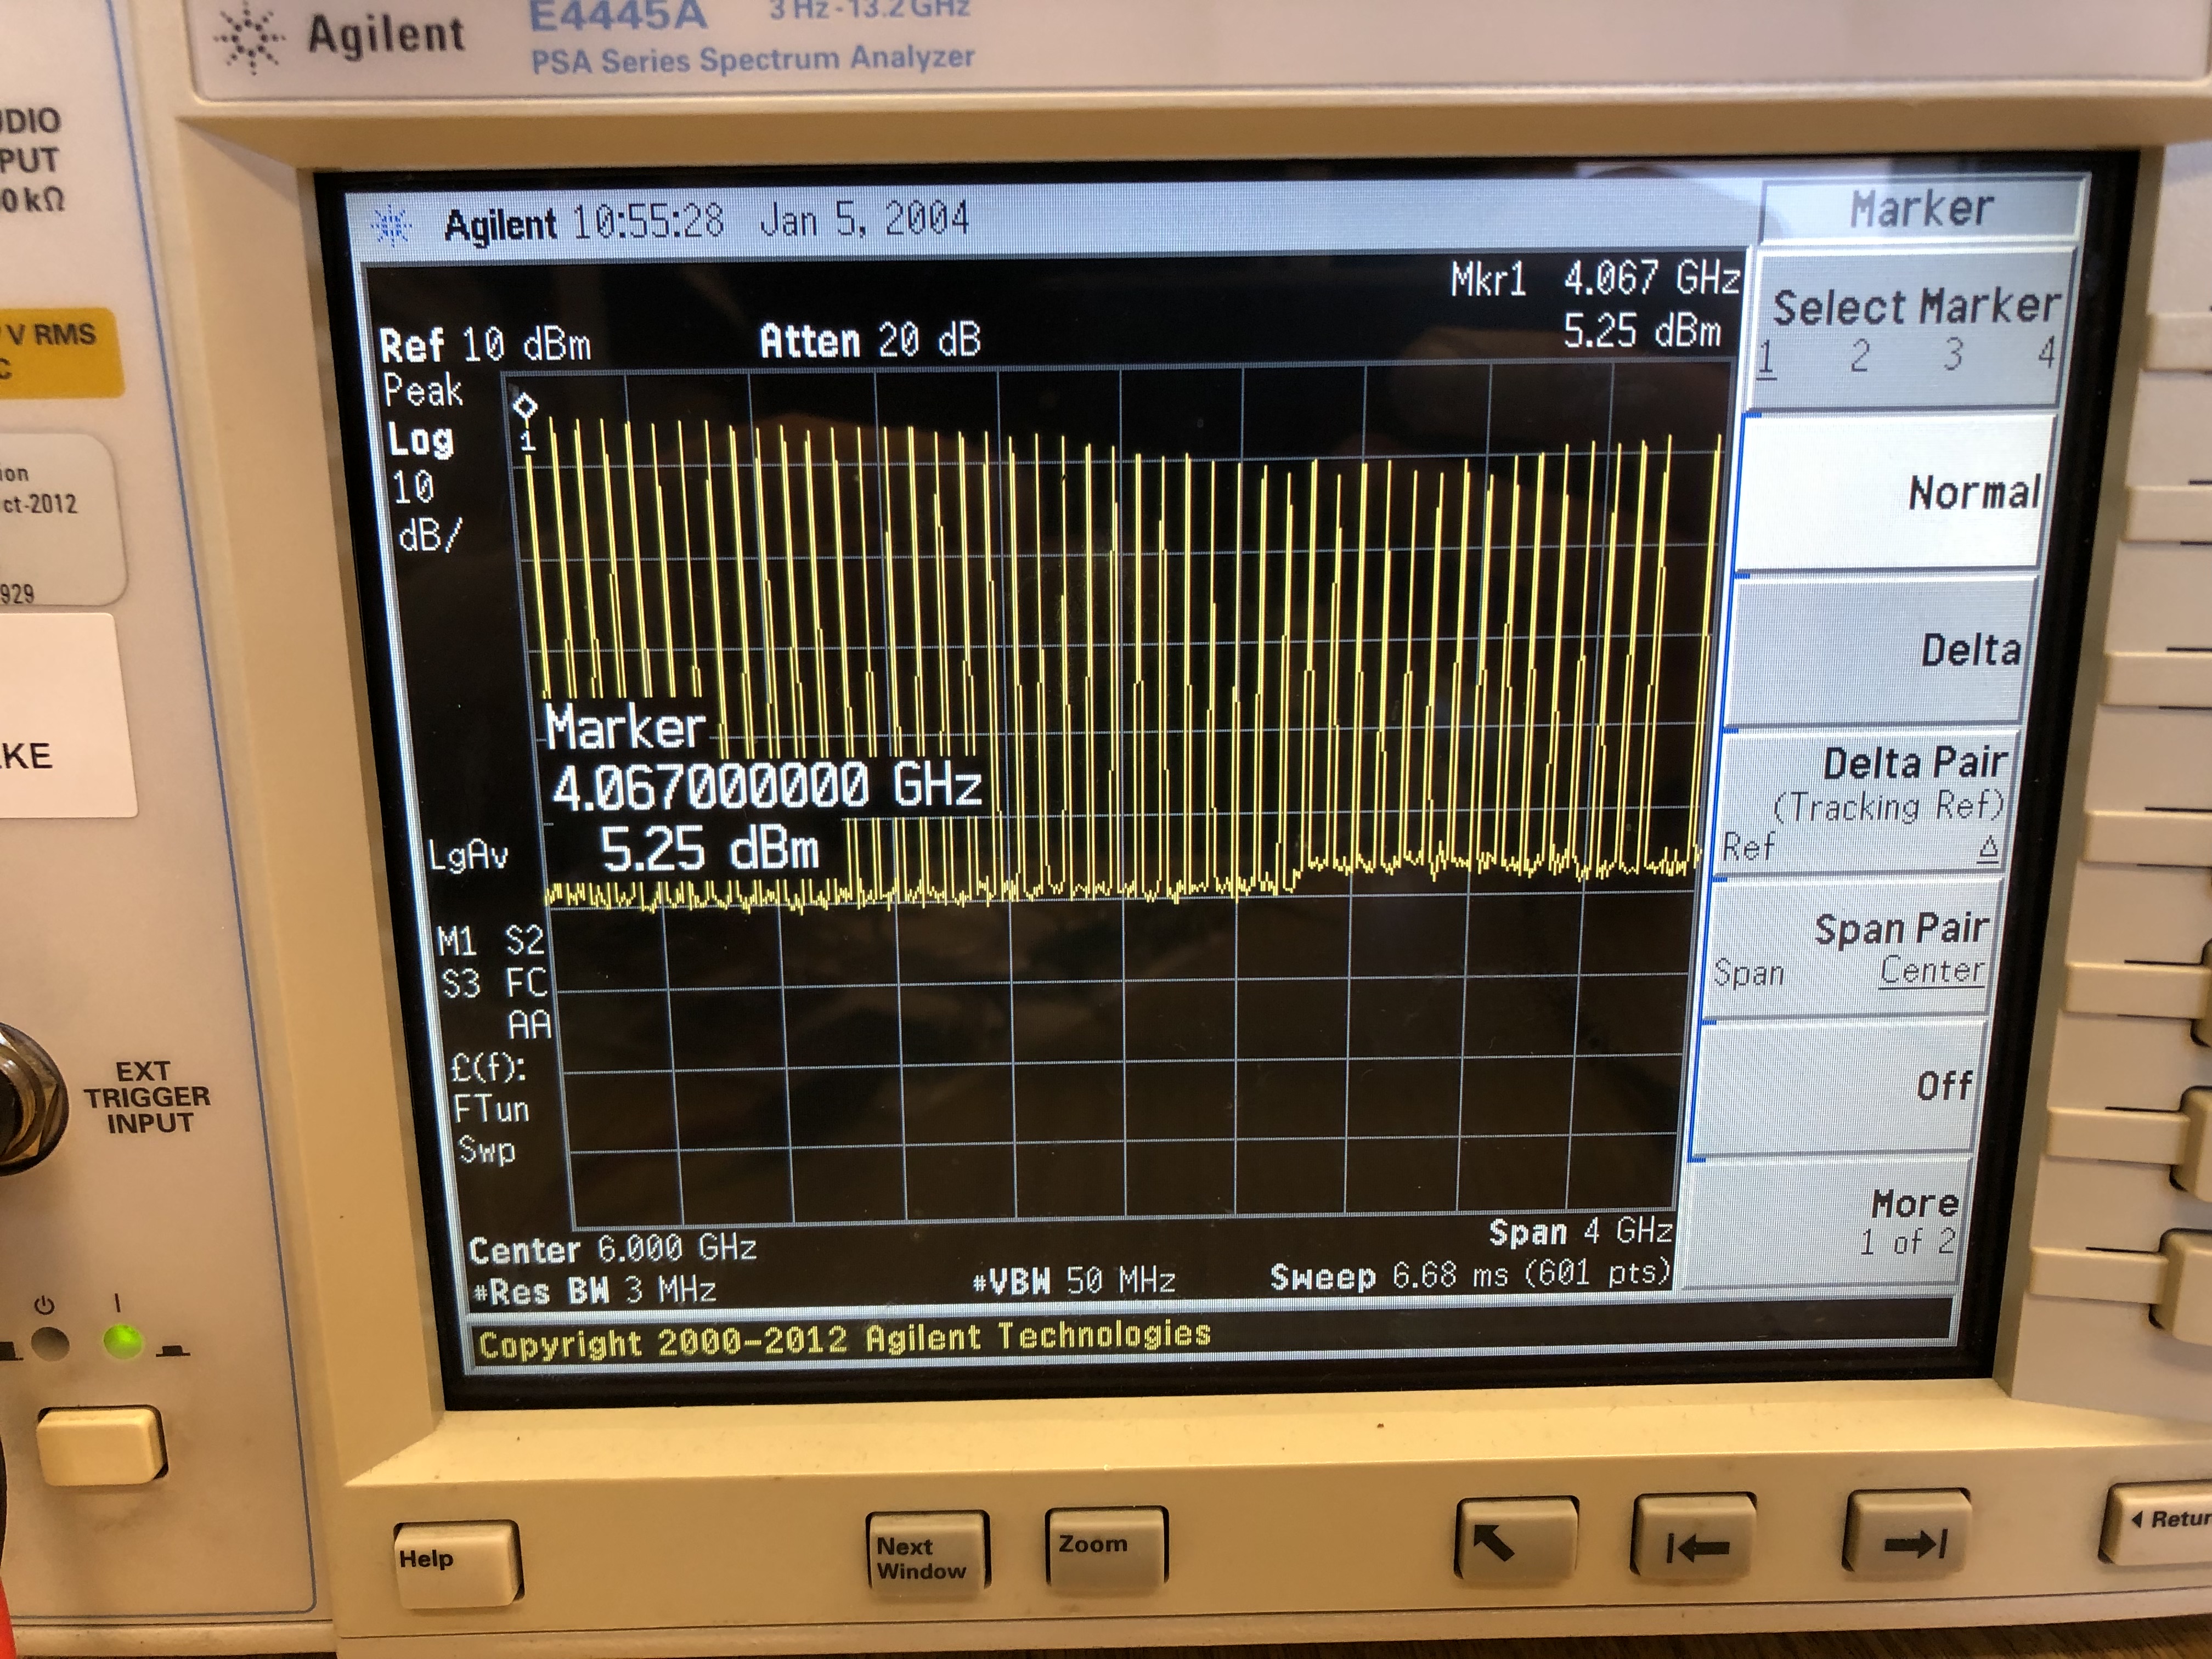 Agilent
E4445A 3 Hz-13.2 GHz
PSA Series Spectrum Analyzer
0 kΩ
V RMS
ct-2012
929
EXT
TRIGGER
INPUT
Agilent 10:55:28 Jan 5, 2004
Mkr1 4.067 GHz
5.25 dBm
Ref 10 dBm
Atten 20 dB
Peak
Log
10
dB/
1
Marker
4.067000000 GHz
5.25 dBm
LgAv
M1 S2
S3 FC
AA
£(f):
FTun
Swp
Center 6.000 GHz
Span 4 GHz
#Res BW 3 MHz
#VBW 50 MHz
Sweep 6.68 ms (601 pts)
Copyright 2000-2012 Agilent Technologies
Marker
Select Marker
1 2 3 4
Normal
Delta
Delta Pair
(Tracking Ref)
Ref Δ
Span Pair
Span Center
Off
More
1 of 2
Help
Next
Window
Zoom